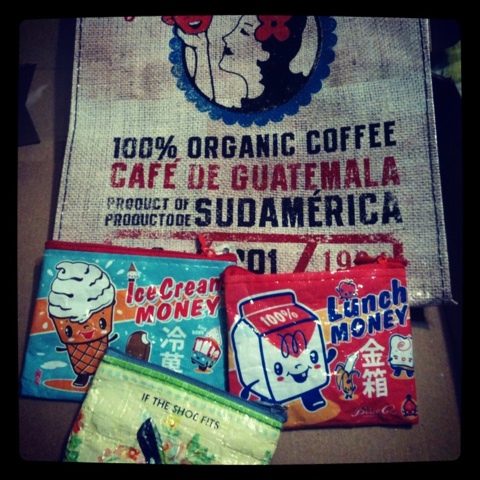 100% ORGANIC COFFEE
CAFÉ DE GUATEMALA
PRODUCT OF
PRODUCTO DE SUDAMÉRICA
Ice Cream
MONEY
冷
菓
100%
Lunch
MONEY
金
箱
IF THE SHOE FITS